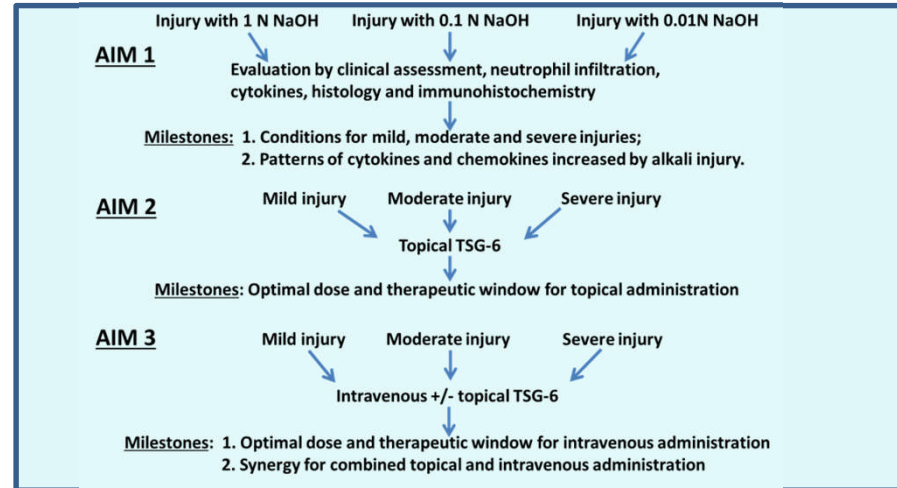 Injury with 1 N NaOH Injury with 0.1 N NaOH Injury with 0.01N NaOH
AIM 1
Evaluation by clinical assessment, neutrophil infiltration,
cytokines, histology and immunohistochemistry
Milestones: 1. Conditions for mild, moderate and severe injuries;
2. Patterns of cytokines and chemokines increased by alkali injury.
AIM 2
Mild injury Moderate injury Severe injury
Topical TSG-6
Milestones: Optimal dose and therapeutic window for topical administration
AIM 3
Mild injury Moderate injury Severe injury
Intravenous +/- topical TSG-6
Milestones: 1. Optimal dose and therapeutic window for intravenous administration
2. Synergy for combined topical and intravenous administration